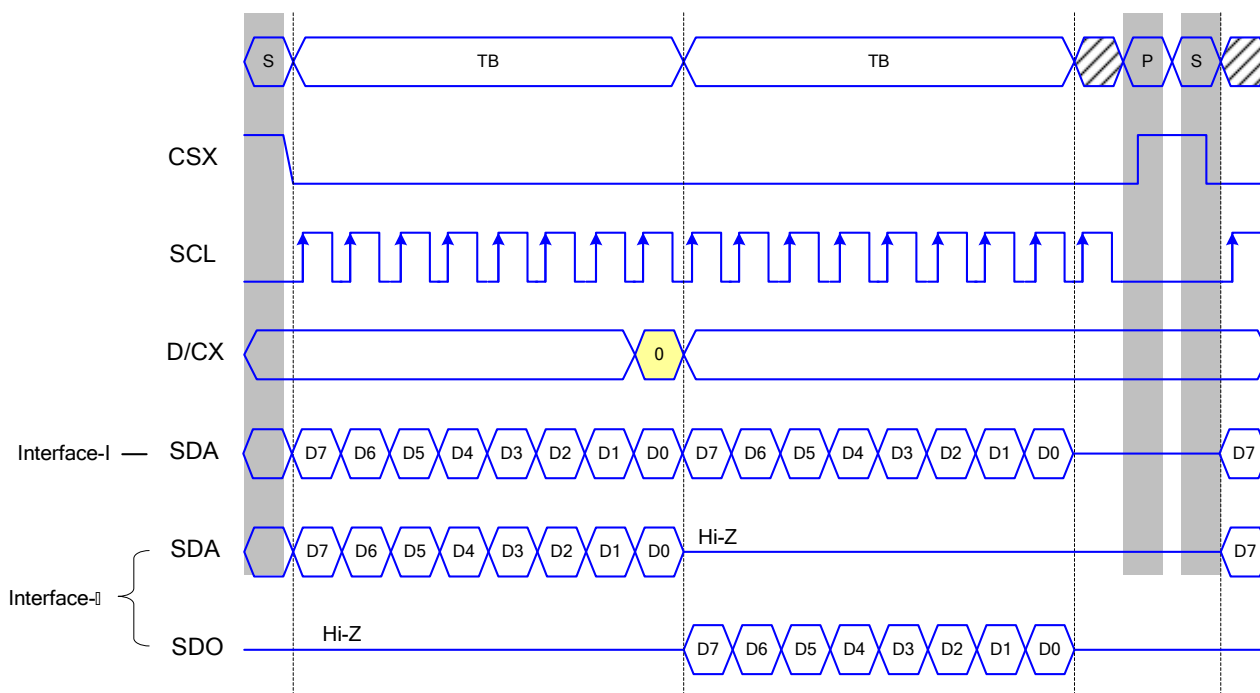 S TB TB P S
CSX
SCL
D/CX 0
Interface-I SDA D7 D6 D5 D4 D3 D2 D1 D0 D7 D6 D5 D4 D3 D2 D1 D0 D7
SDA D7 D6 D5 D4 D3 D2 D1 D0 Hi-Z D7
Interface-▯
SDO Hi-Z D7 D6 D5 D4 D3 D2 D1 D0